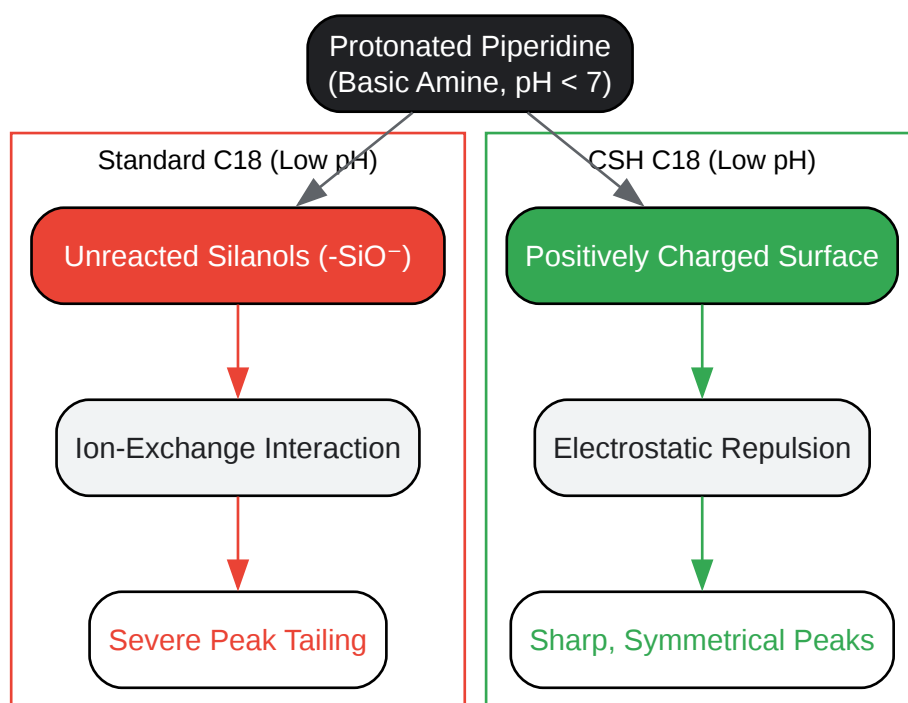 Protonated Piperidine
(Basic Amine, pH < 7)
Standard C18 (Low pH)
CSH C18 (Low pH)
Unreacted Silanols (-SiO⁻)
Positively Charged Surface
Ion-Exchange Interaction
Electrostatic Repulsion
Severe Peak Tailing
Sharp, Symmetrical Peaks